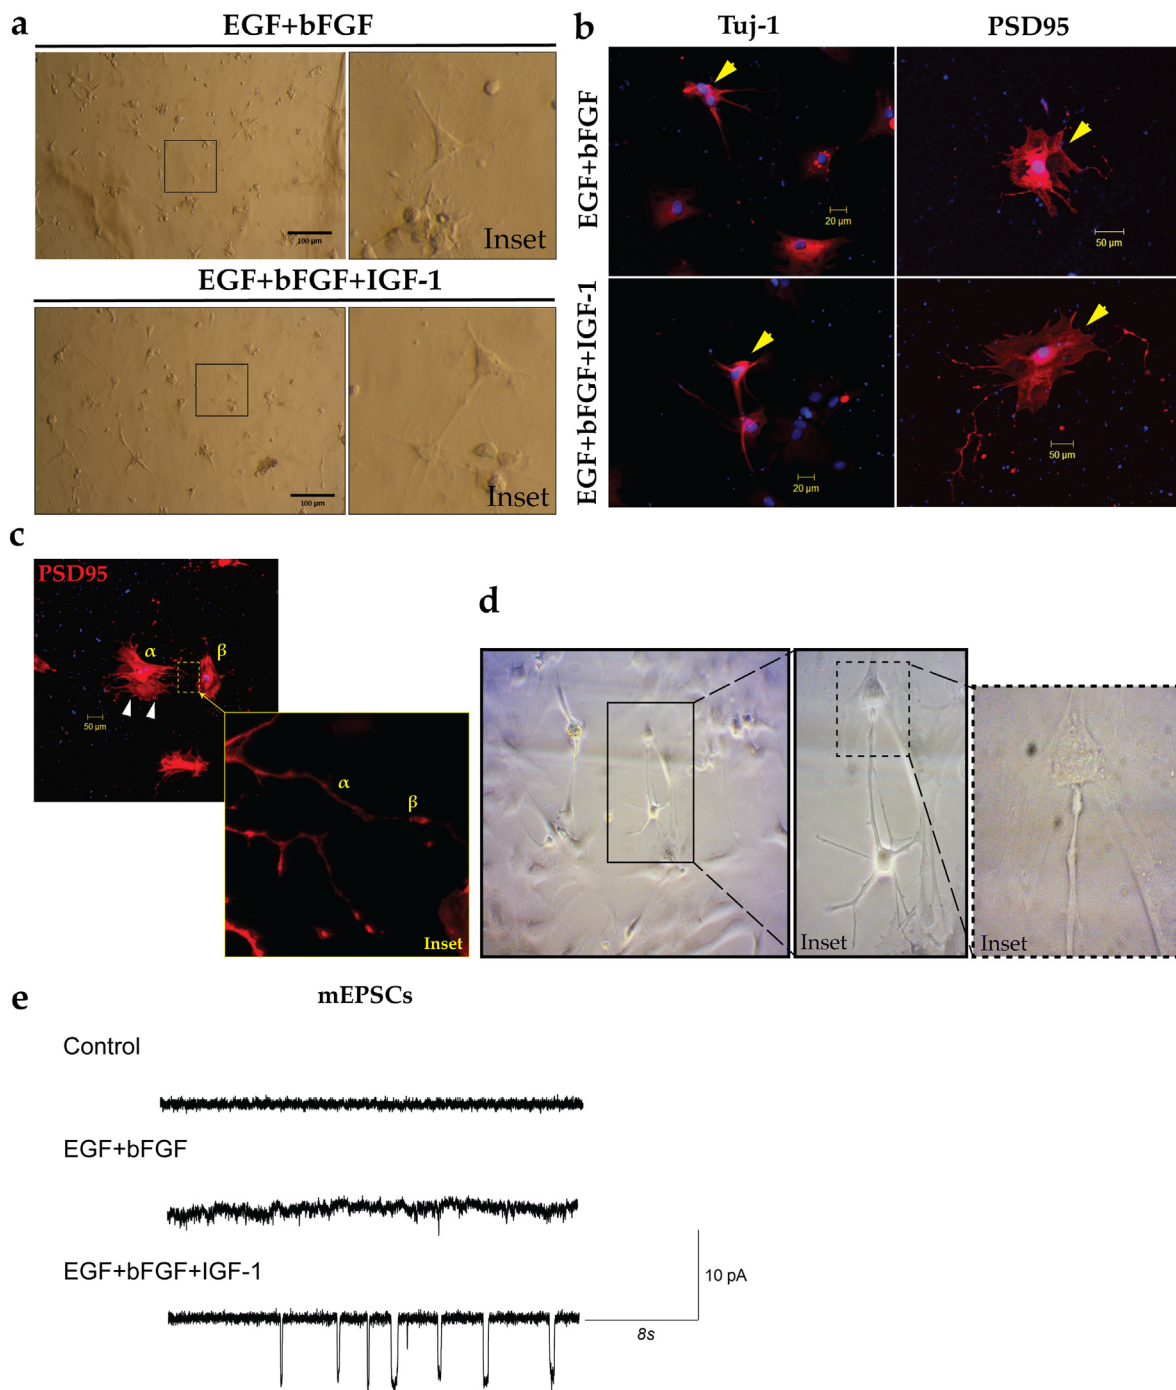 a
EGF+bFGF
100 μm
Inset
EGF+bFGF+IGF-1
100 μm
Inset
b
Tuj-1
PSD95
EGF+bFGF
20 μm
50 μm
EGF+bFGF+IGF-1
20 μm
50 μm
c
PSD95
α
β
50 μm
α
β
Inset
d
Inset
Inset
e
mEPSCs
Control
EGF+bFGF
EGF+bFGF+IGF-1
10 pA
8s